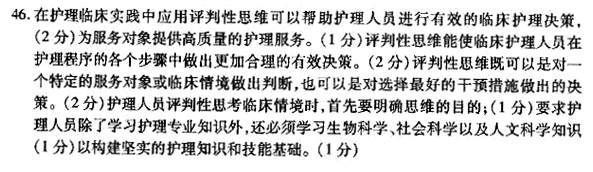 46. 在护理临床实践中应用评判性思维可以帮助护理人员进行有效的临床护理决策,
(2 分)为服务对象提供高质量的护理服务。(1 分)评判性思维能使临床护理人员在
护理程序的各个步骤中做出更加合理的有效决策。(2 分)评判性思维既可以是对一
个特定的服务对象或临床情境做出判断,也可以是对选择最好的干预措施做出的决
策。(2 分)护理人员评判性思考临床情境时,首先要明确思维的目的;(1 分)要求护
理人员除了学习护理专业知识外,还必须学习生物科学、社会科学以及人文科学知识
(1 分)以构建坚实的护理知识和技能基础。(1 分)